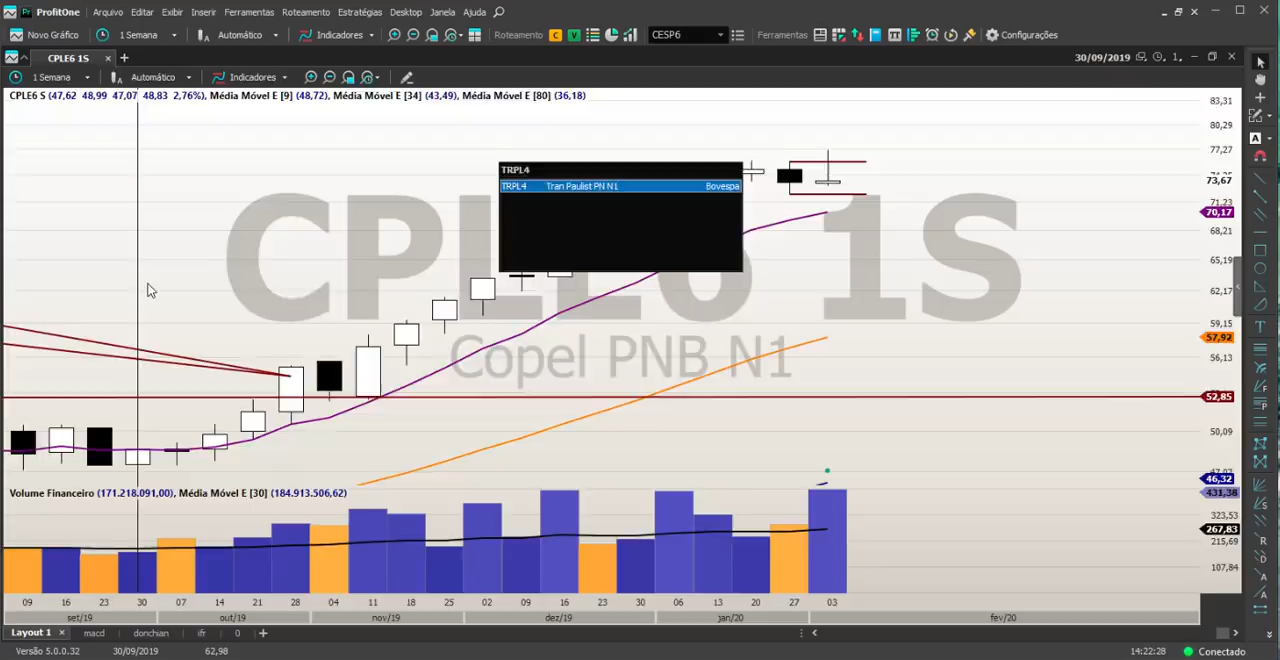 ProfitOne Arquivo Editar Exibir Inserir Ferramentas Roteamento Estratégias Desktop Janela Ajuda
Novo Gráfico 1 Semana Automático Indicadores Roteamento C V CESP6 Ferramentas Configurações
CPLE6 1S × +
30/09/2019 1
1 Semana Automático Indicadores
CPLE6 S (47,62 48,99 47,07 48,83 2,76%), Média Móvel E [9] (48,72), Média Móvel E [34] (43,49), Média Móvel E [80] (36,18)
83,31
80,29
77,27
73,67
71,23
70,17
68,21
65,19
62,17
59,15
57,92
56,13
52,85
50,09
47,07
46,32
TRPL4
TRPL4 Tran Paulist PN N1 Bovespa
CPLE6 1S
Copel PNB N1
Volume Financeiro (171.218.091,00), Média Móvel E [30] (184.913.506,62)
431,38
323,53
267,83
215,69
107,84
09 16 23 30 07 14 21 28 04 11 18 25 02 09 16 23 30 06 13 20 27 03
set/19 out/19 nov/19 dez/19 jan/20 fev/20
Layout 1 × macd donchian ifr 0 +
Versão 5.0.0.32 30/09/2019 62,98 14:22:28 Conectado